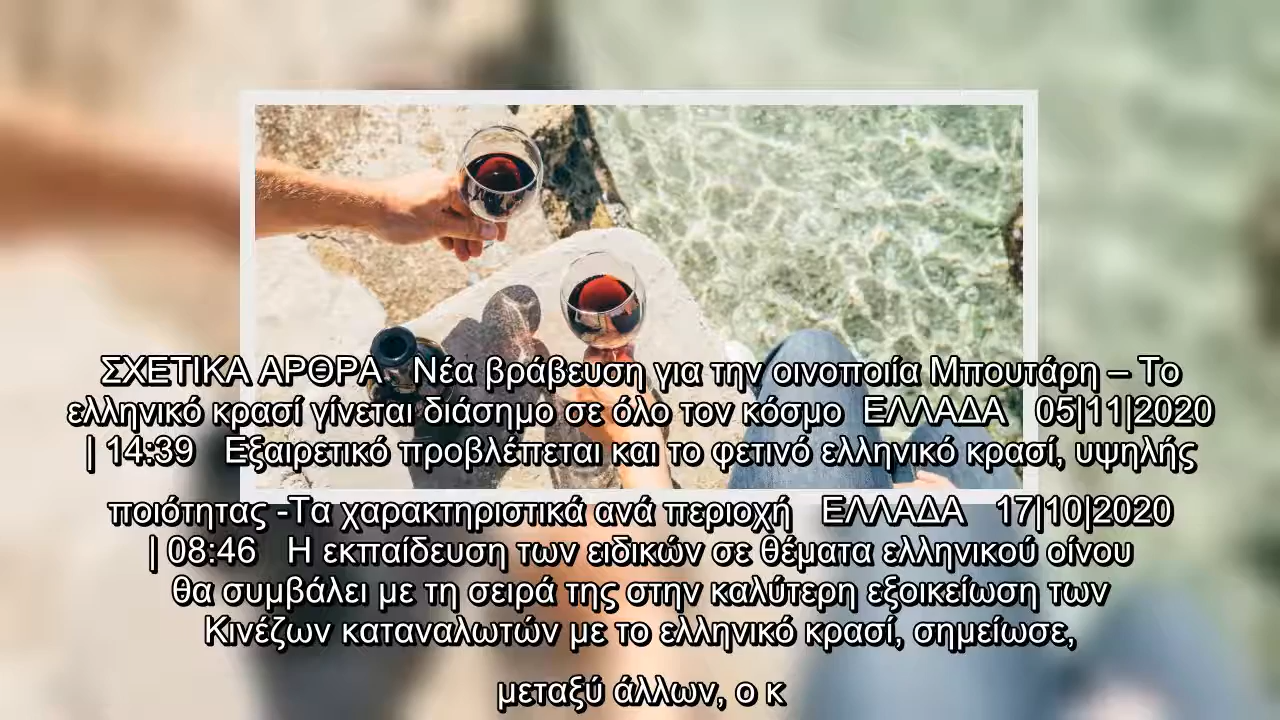 ΣΧΕΤΙΚΑ ΑΡΘΡΑ   Νέα βράβευση για την οινοποιία Μπουτάρη – Το
ελληνικό κρασί γίνεται διάσημο σε όλο τον κόσμο  ΕΛΛΑΔΑ   05|11|2020
| 14:39   Εξαιρετικό προβλέπεται και το φετινό ελληνικό κρασί, υψηλής
ποιότητας -Τα χαρακτηριστικά ανά περιοχή   ΕΛΛΑΔΑ   17|10|2020
| 08:46   Η εκπαίδευση των ειδικών σε θέματα ελληνικού οίνου
θα συμβάλει με τη σειρά της στην καλύτερη εξοικείωση των
Κινέζων καταναλωτών με το ελληνικό κρασί, σημείωσε,
μεταξύ άλλων, ο κ